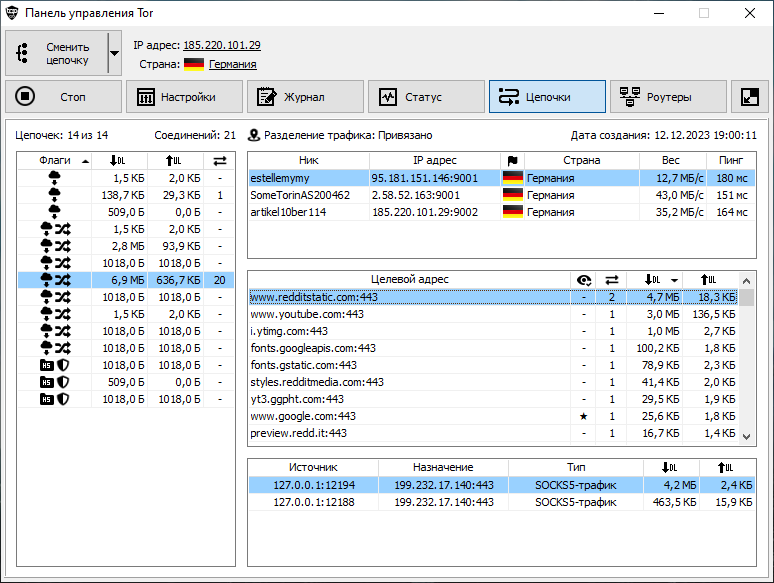 Панель управления Tor
Сменить цепочку
IP адрес: 185.220.101.29
Страна: Германия
Стоп
Настройки
Журнал
Статус
Цепочки
Роутеры
Цепочек: 14 из 14 Соединений: 21
Разделение трафика: Привязано
Дата создания: 12.12.2023 19:00:11
Флаги DL UL
1,5 КБ 2,0 КБ -
138,7 КБ 29,3 КБ 1
509,0 Б 0,0 Б -
1,5 КБ 2,0 КБ -
2,8 МБ 93,9 КБ -
1018,0 Б 1018,0 Б -
6,9 МБ 636,7 КБ 20
1018,0 Б 1018,0 Б -
1,5 КБ 2,0 КБ -
1018,0 Б 1018,0 Б -
1018,0 Б 1018,0 Б -
HS 1018,0 Б 1018,0 Б -
HS 509,0 Б 0,0 Б -
HS 1018,0 Б 1018,0 Б -
Ник IP адрес Страна Вес Пинг
estellemymy 95.181.151.146:9001 Германия 12,7 МБ/с 180 мс
SomeTorinAS200462 2.58.52.163:9001 Германия 43,0 МБ/с 151 мс
artikel10ber114 185.220.101.29:9002 Германия 35,2 МБ/с 164 мс
Целевой адрес DL UL
www.redditstatic.com:443 - 2 4,7 МБ 18,3 КБ
www.youtube.com:443 - 1 3,0 МБ 136,5 КБ
i.ytimg.com:443 - 1 1,0 МБ 2,7 КБ
fonts.googleapis.com:443 - 1 100,2 КБ 1,8 КБ
fonts.gstatic.com:443 - 1 78,9 КБ 2,3 КБ
styles.redditmedia.com:443 - 1 41,4 КБ 2,0 КБ
yt3.ggpht.com:443 - 1 29,5 КБ 1,9 КБ
www.google.com:443 ★ 1 25,6 КБ 1,8 КБ
preview.redd.it:443 - 1 16,7 КБ 1,4 КБ
Источник Назначение Тип DL UL
127.0.0.1:12194 199.232.17.140:443 SOCKS5-трафик 4,2 МБ 2,4 КБ
127.0.0.1:12188 199.232.17.140:443 SOCKS5-трафик 463,5 КБ 15,9 КБ